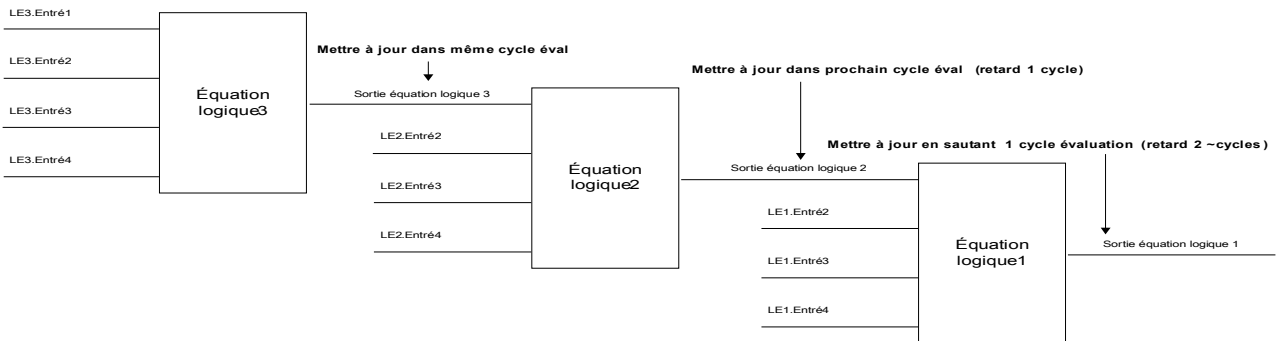 LE3.Entré1
LE3.Entré2
LE3.Entré3
LE3.Entré4
Équation
logique3
Mettre à jour dans même cycle éval
Sortie équation logique 3
LE2.Entré2
LE2.Entré3
LE2.Entré4
Équation
logique2
Mettre à jour dans prochain cycle éval (retard 1 cycle)
Sortie équation logique 2
LE1.Entré2
LE1.Entré3
LE1.Entré4
Équation
logique1
Mettre à jour en sautant 1 cycle évaluation (retard 2 ~cycles)
Sortie équation logique 1